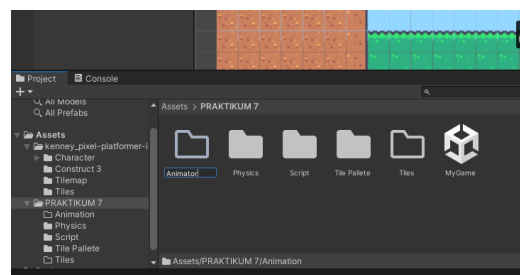 Project
Console
All Models
All Prefabs
Assets
kenney_pixel-platformer-i
Character
Construct 3
Tilemap
Tiles
PRAKTIKUM 7
Animation
Physics
Script
Tile Pallete
Tiles
Assets > PRAKTIKUM 7
Animator
Physics
Script
Tile Pallete
Tiles
MyGame
Assets/PRAKTIKUM 7/Animation